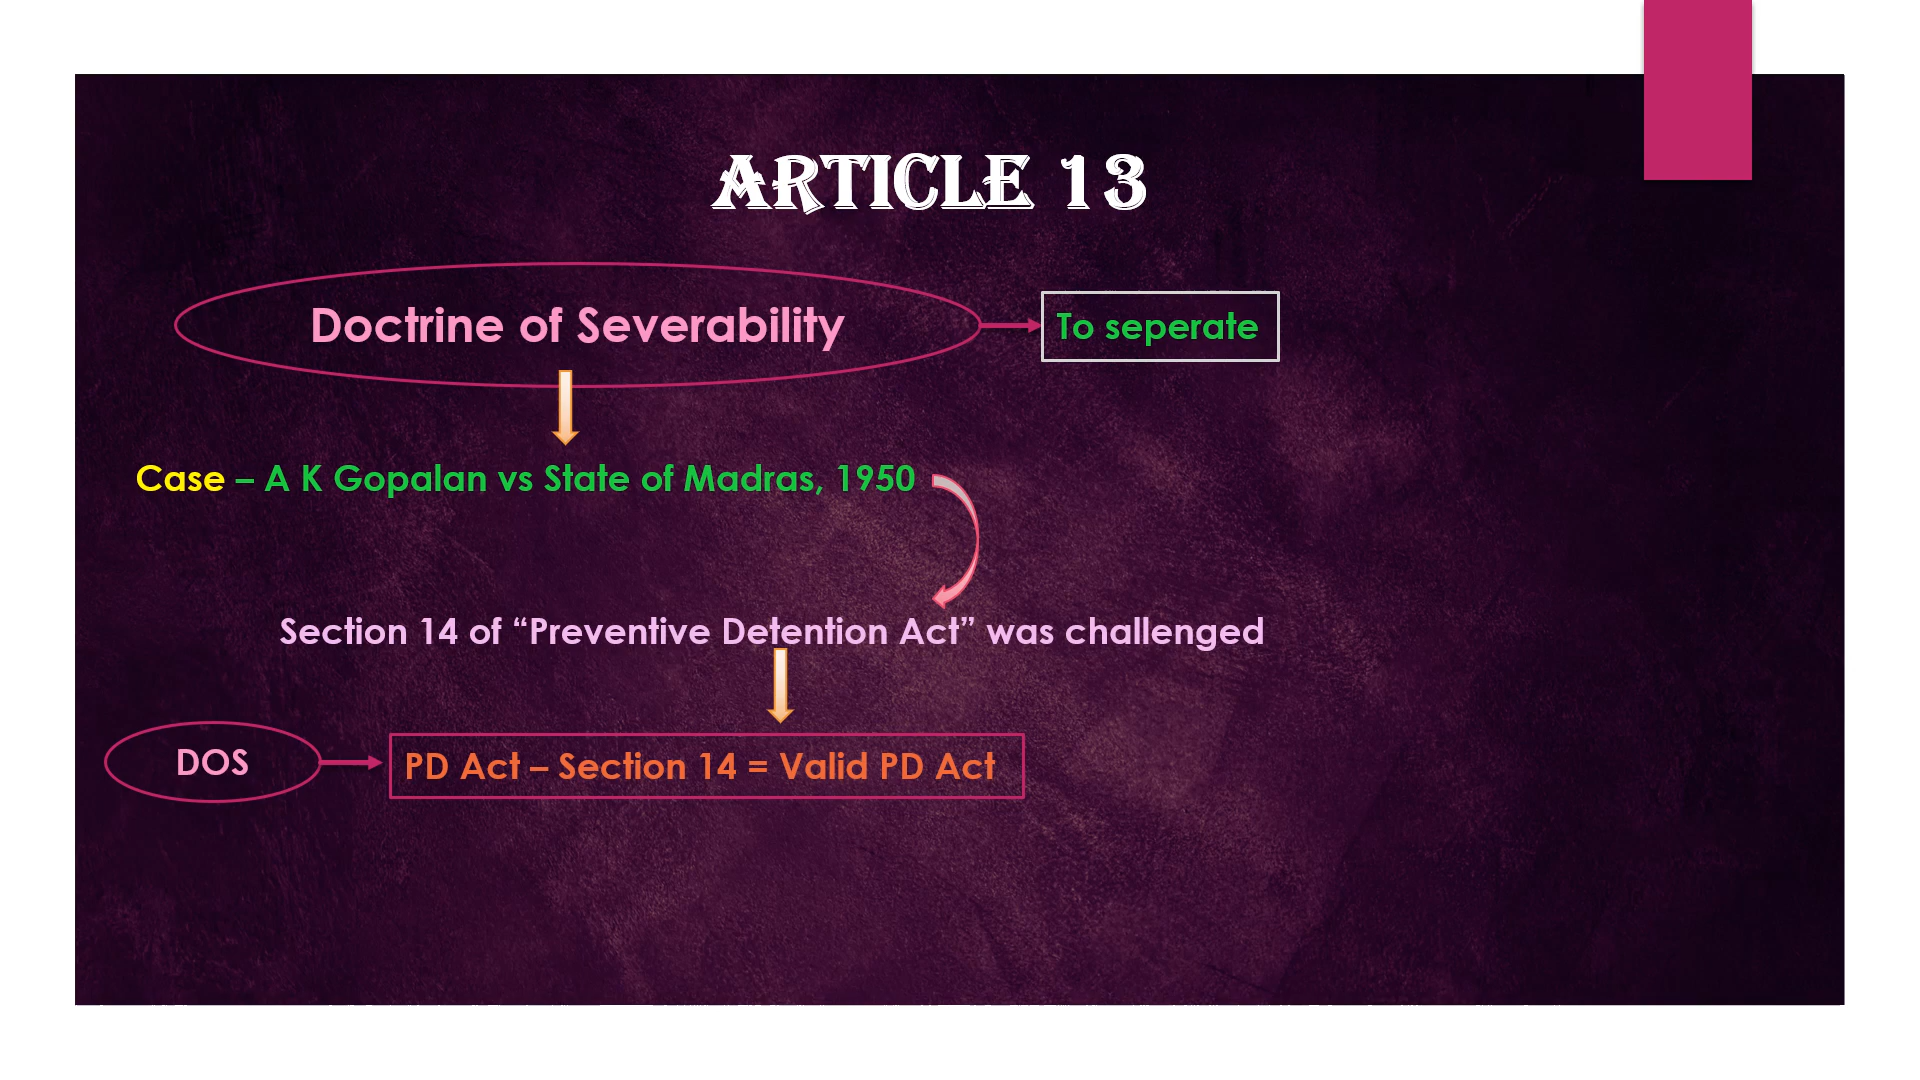 ARTICLE 13
Doctrine of Severability
To seperate
Case – A K Gopalan vs State of Madras, 1950
Section 14 of “Preventive Detention Act” was challenged
DOS
PD Act – Section 14 = Valid PD Act